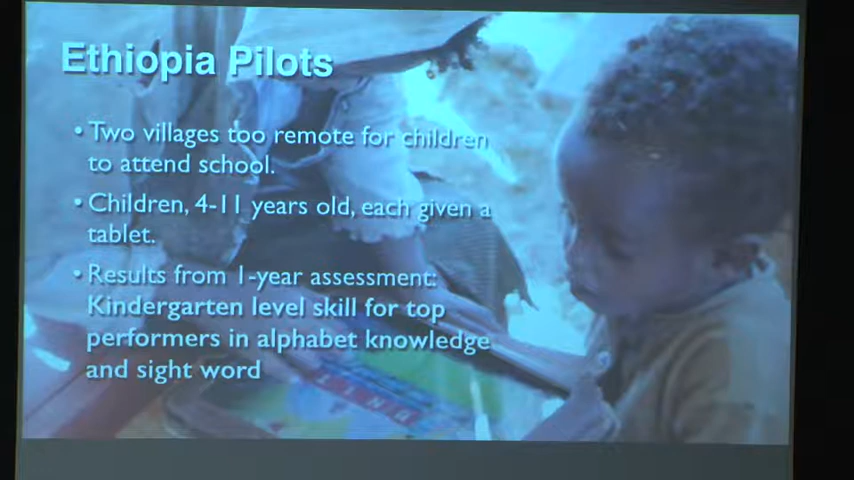 Ethiopia Pilots
• Two villages too remote for children
to attend school.
• Children, 4-11 years old, each given a
tablet.
• Results from 1-year assessment:
Kindergarten level skill for top
performers in alphabet knowledge
and sight word